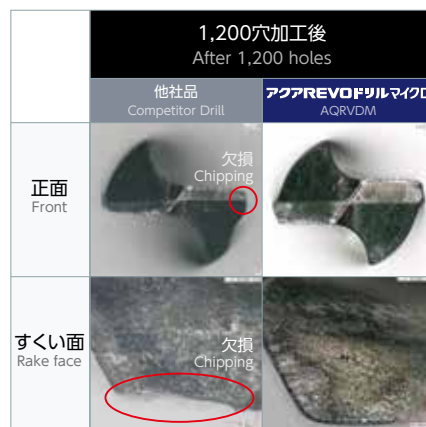 1,200穴加工後
After 1,200 holes
他社品
Competitor Drill
アクアREVOドリルマイクロ
AQRVDM
正面
Front
欠損
Chipping
すくい面
Rake face
欠損
Chipping